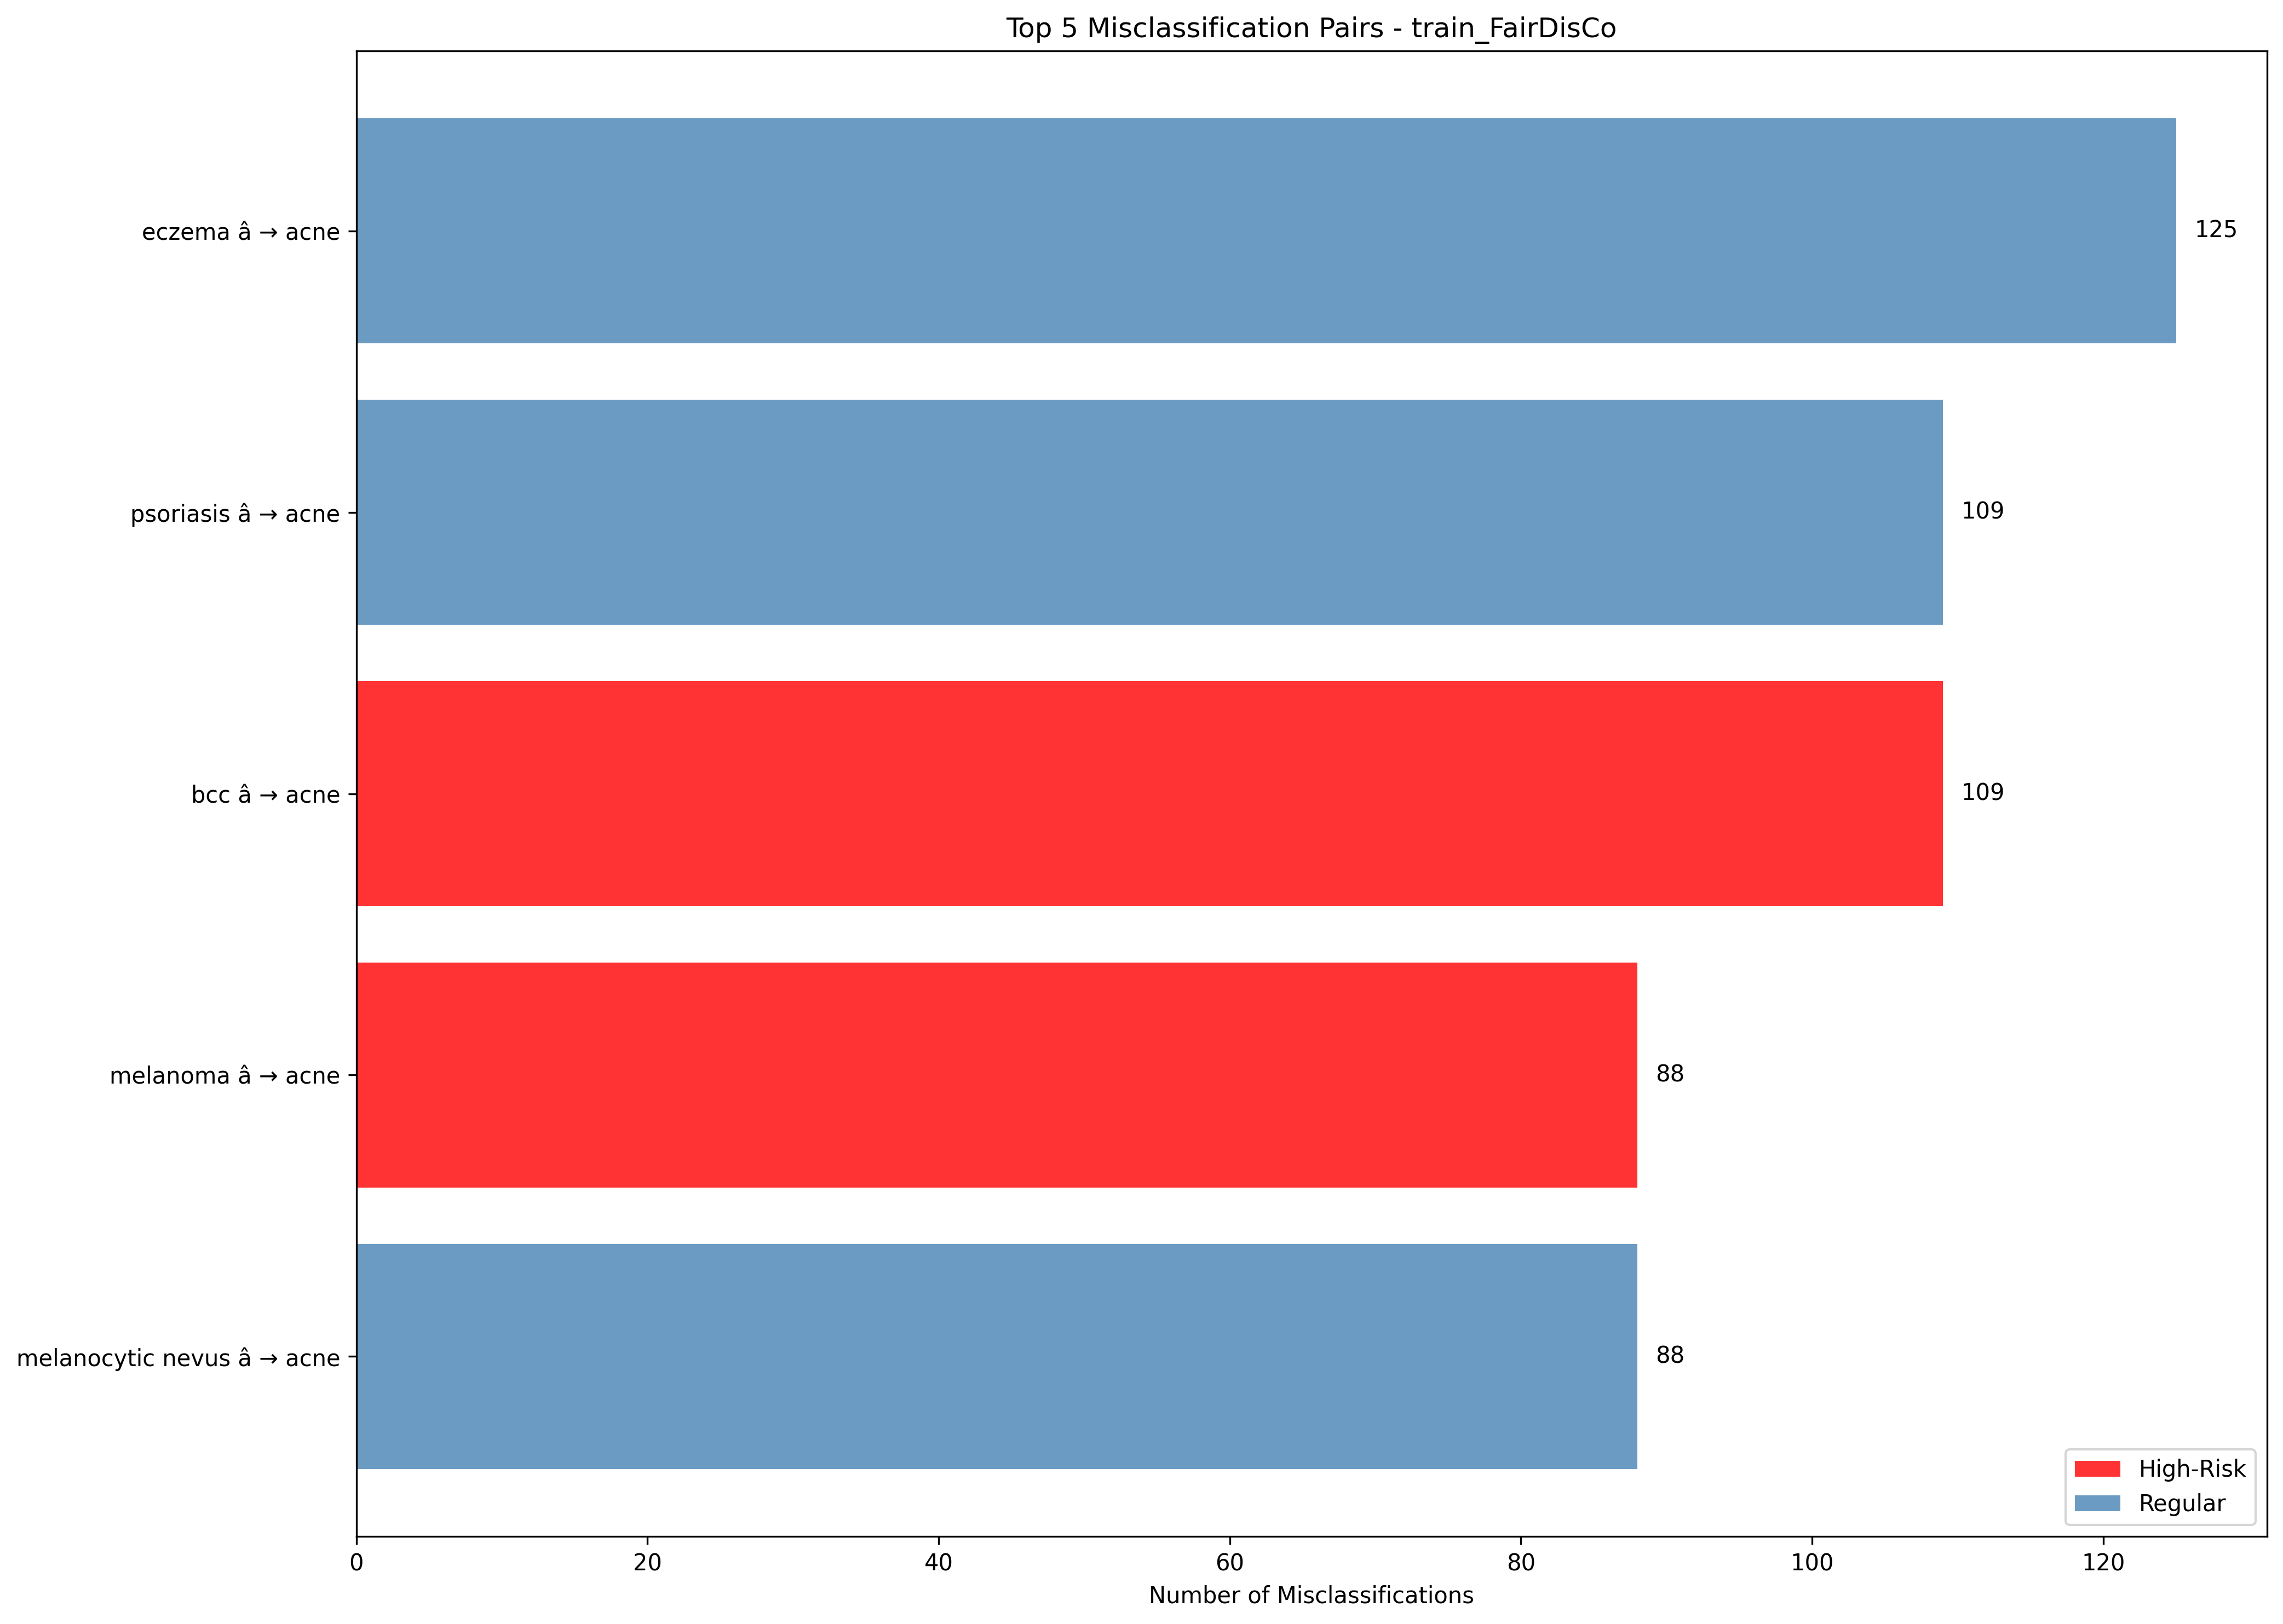 Top 5 Misclassification Pairs - train_FairDisCo
eczema â → acne
125
psoriasis â → acne
109
bcc â → acne
109
melanoma â → acne
88
melanocytic nevus â → acne
88
High-Risk
Regular
0 20 40 60 80 100 120
Number of Misclassifications